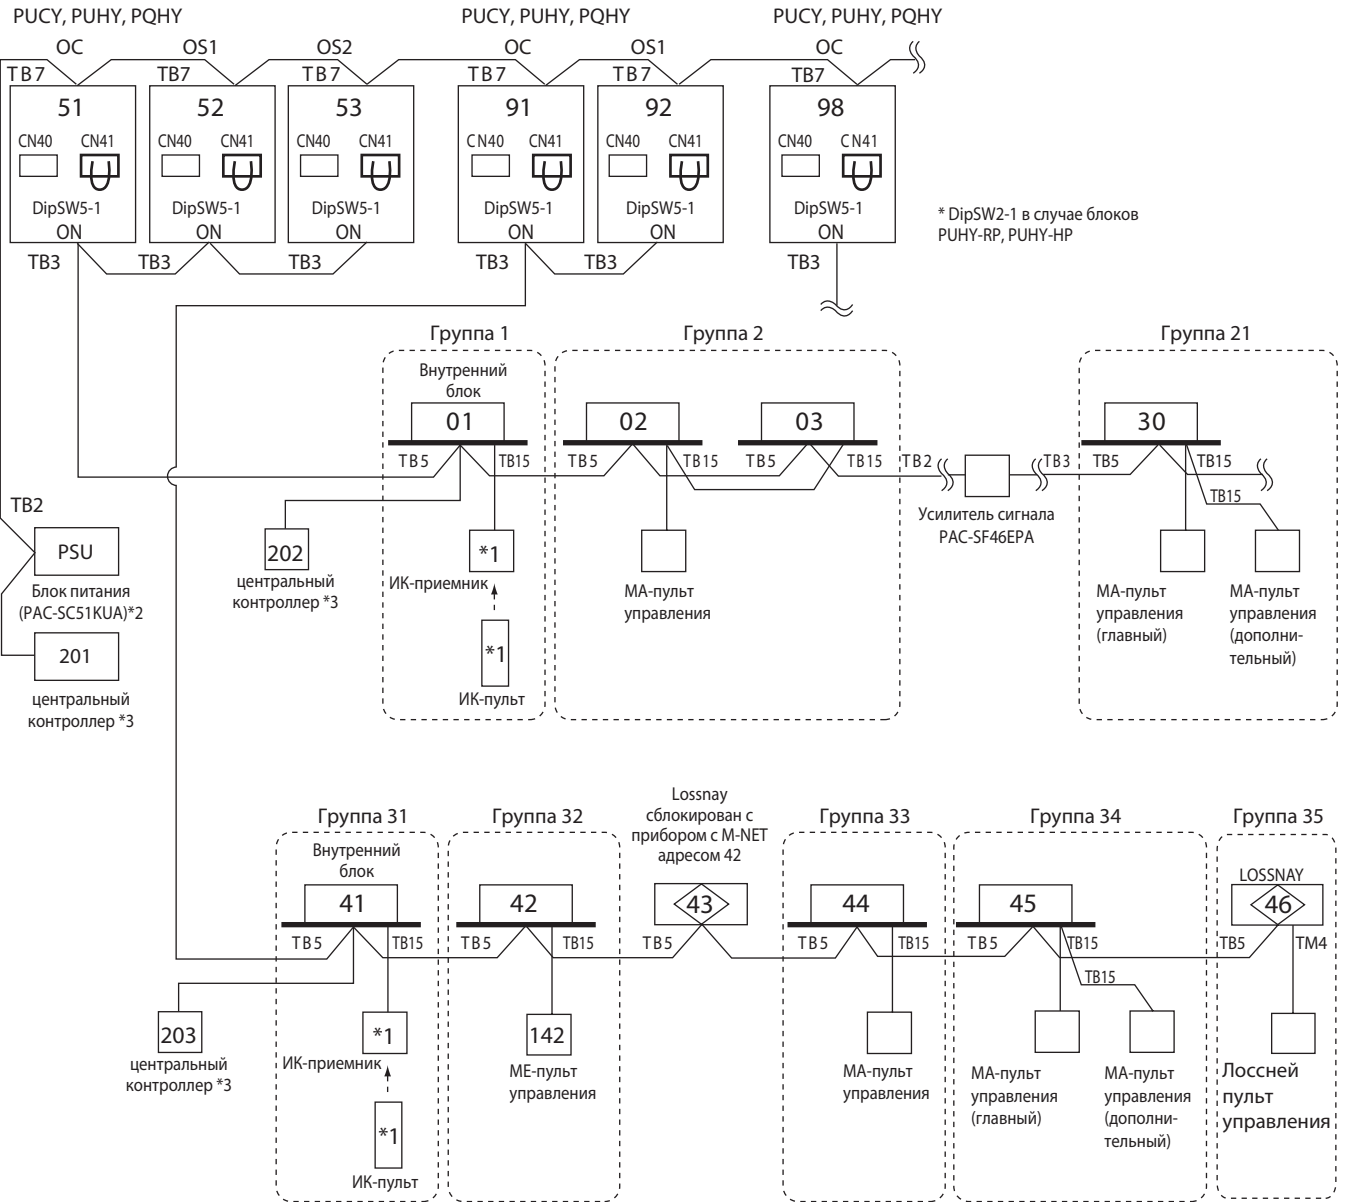 PUCY, PUHY, PQHY
PUCY, PUHY, PQHY
PUCY, PUHY, PQHY
OC
OS1
OS2
OC
OS1
OC
TB7
TB7
TB7
TB7
TB7
TB7
51
52
53
91
92
98
CN40
CN41
CN40
CN41
CN40
CN41
CN40
CN41
CN40
CN41
CN40
CN41
DipSW5-1
DipSW5-1
DipSW5-1
DipSW5-1
DipSW5-1
DipSW5-1
ON
ON
ON
ON
ON
ON
* DipSW2-1 в случае блоков
PUHY-RP, PUHY-HP
TB3
TB3
TB3
TB3
TB3
TB3
Группа 1
Группа 2
Группа 21
Внутренний
блок
01
02
03
30
TB5
TB15
TB5
TB15
TB5
TB15
TB2
TB3
TB5
TB15
TB15
Усилитель сигнала
PAC-SF46EPA
TB2
PSU
Блок питания
(PAC-SC51KUA)*2
201
центральный
контроллер *3
202
центральный
контроллер *3
*1
ИК-приемник
*1
ИК-пульт
МА-пульт
управления
МА-пульт
управления
(главный)
МА-пульт
управления
(дополни-
тельный)
Группа 31
Группа 32
Lossnay
сблокирован с
прибором с M-NET
адресом 42
Группа 33
Группа 34
Группа 35
Внутренний
блок
LOSSNAY
41
42
43
44
45
46
TB5
TB15
TB5
TB15
TB5
TB5
TB15
TB5
TB15
TB15
TB5
TM4
203
центральный
контроллер *3
*1
ИК-приемник
*1
ИК-пульт
142
МЕ-пульт
управления
МА-пульт
управления
МА-пульт
управления
(главный)
МА-пульт
управления
(дополни-
тельный)
Лоссней
пульт
управления